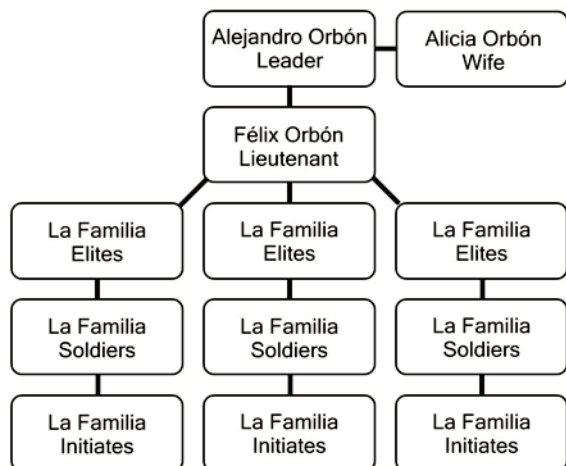 Alejandro Orbón
Leader
Alicia Orbón
Wife
Félix Orbón
Lieutenant
La Familia
Elites
La Familia
Elites
La Familia
Elites
La Familia
Soldiers
La Familia
Soldiers
La Familia
Soldiers
La Familia
Initiates
La Familia
Initiates
La Familia
Initiates